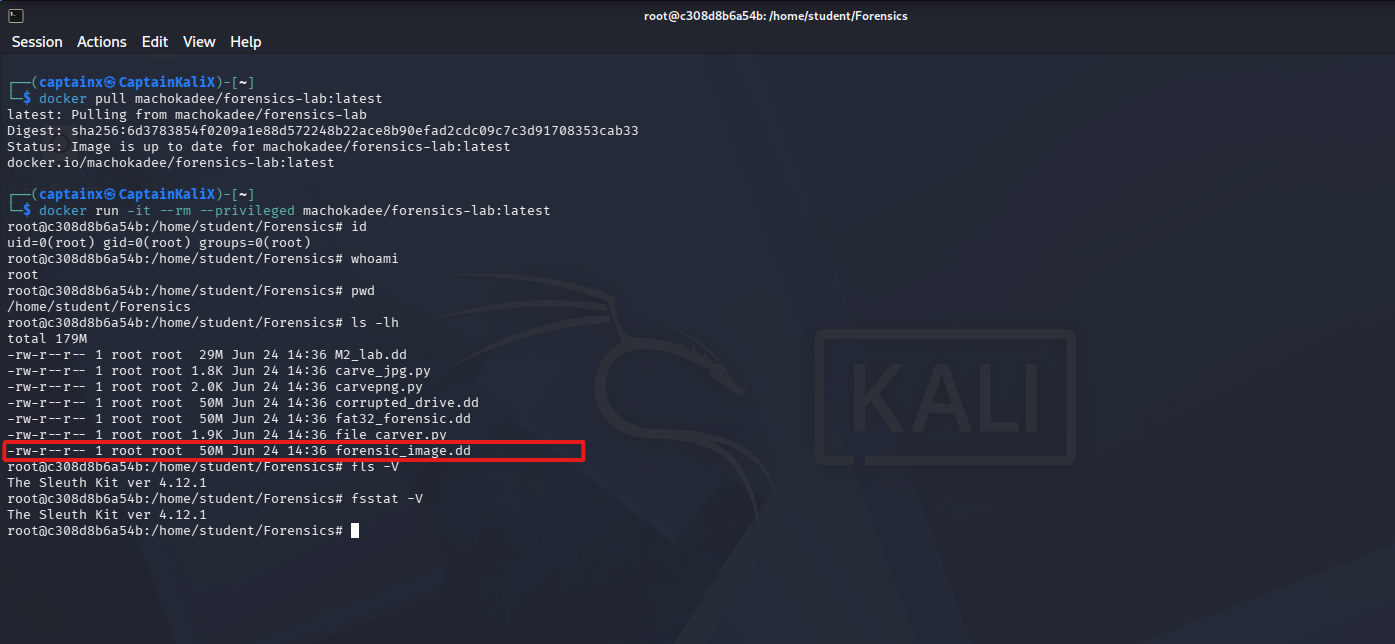 root@c308d8b6a54b: /home/student/Forensics
Session Actions Edit View Help
┌──(captainx㉿CaptainKaliX)-[~]
└─$ docker pull machokadee/forensics-lab:latest
latest: Pulling from machokadee/forensics-lab
Digest: sha256:6d3783854f0209a1e88d572248b22ace8b90efad2cdc09c7c3d91708353cab33
Status: Image is up to date for machokadee/forensics-lab:latest
docker.io/machokadee/forensics-lab:latest
┌──(captainx㉿CaptainKaliX)-[~]
└─$ docker run -it --rm --privileged machokadee/forensics-lab:latest
root@c308d8b6a54b:/home/student/Forensics# id
uid=0(root) gid=0(root) groups=0(root)
root@c308d8b6a54b:/home/student/Forensics# whoami
root
root@c308d8b6a54b:/home/student/Forensics# pwd
/home/student/Forensics
root@c308d8b6a54b:/home/student/Forensics# ls -lh
total 179M
-rw-r--r-- 1 root root  29M Jun 24 14:36 M2_lab.dd
-rw-r--r-- 1 root root 1.8K Jun 24 14:36 carve_jpg.py
-rw-r--r-- 1 root root 2.0K Jun 24 14:36 carvepng.py
-rw-r--r-- 1 root root  50M Jun 24 14:36 corrupted_drive.dd
-rw-r--r-- 1 root root  50M Jun 24 14:36 fat32_forensic.dd
-rw-r--r-- 1 root root 1.9K Jun 24 14:36 file_carver.py
-rw-r--r-- 1 root root  50M Jun 24 14:36 forensic_image.dd
root@c308d8b6a54b:/home/student/Forensics# fls -V
The Sleuth Kit ver 4.12.1
root@c308d8b6a54b:/home/student/Forensics# fsstat -V
The Sleuth Kit ver 4.12.1
root@c308d8b6a54b:/home/student/Forensics#
KALI